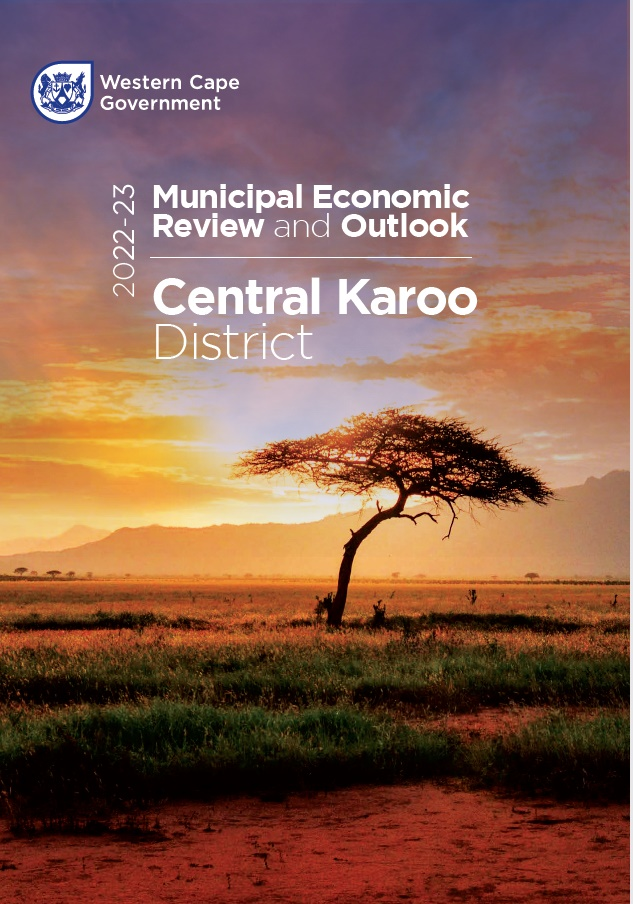 Western Cape
Government
2022-23
Municipal Economic
Review and Outlook
Central Karoo
District